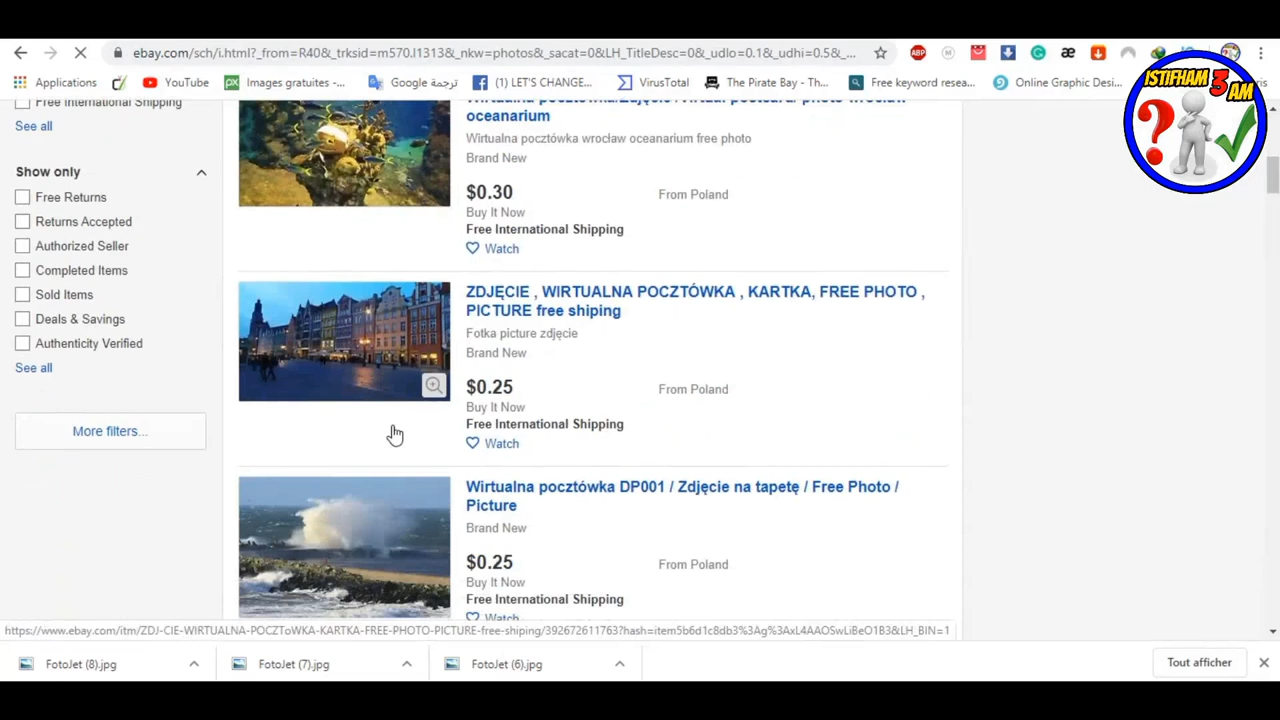 ebay.com/sch/i.html?_from=R40&_trksid=m570.l1313&_nkw=photos&_sacat=0&LH_TitleDesc=0&_udlo=0.1&_udhi=0.5&_...
Applications
YouTube
Images gratuites -...
Google ترجمة
(1) LET'S CHANGE...
VirusTotal
The Pirate Bay - Th...
Free keyword resea...
Online Graphic Desi...
ISTIFHAM 3 AM
Free International Shipping
See all
Show only
Free Returns
Returns Accepted
Authorized Seller
Completed Items
Sold Items
Deals & Savings
Authenticity Verified
See all
More filters...
oceanarium
Wirtualna pocztówka wrocław oceanarium free photo
Brand New
$0.30
From Poland
Buy It Now
Free International Shipping
Watch
ZDJĘCIE , WIRTUALNA POCZTÓWKA , KARTKA, FREE PHOTO ,
PICTURE free shiping
Fotka picture zdjęcie
Brand New
$0.25
From Poland
Buy It Now
Free International Shipping
Watch
Wirtualna pocztówka DP001 / Zdjęcie na tapetę / Free Photo /
Picture
Brand New
$0.25
From Poland
Buy It Now
Free International Shipping
Watch
https://www.ebay.com/itm/ZDJ-CIE-WIRTUALNA-POCZToWKA-KARTKA-FREE-PHOTO-PICTURE-free-shiping/392672611763?hash=item5b6d1c8db3%3Ag%3AxL4AAOSwLiBeO1B3&LH_BIN=1
FotoJet (8).jpg
FotoJet (7).jpg
FotoJet (6).jpg
Tout afficher